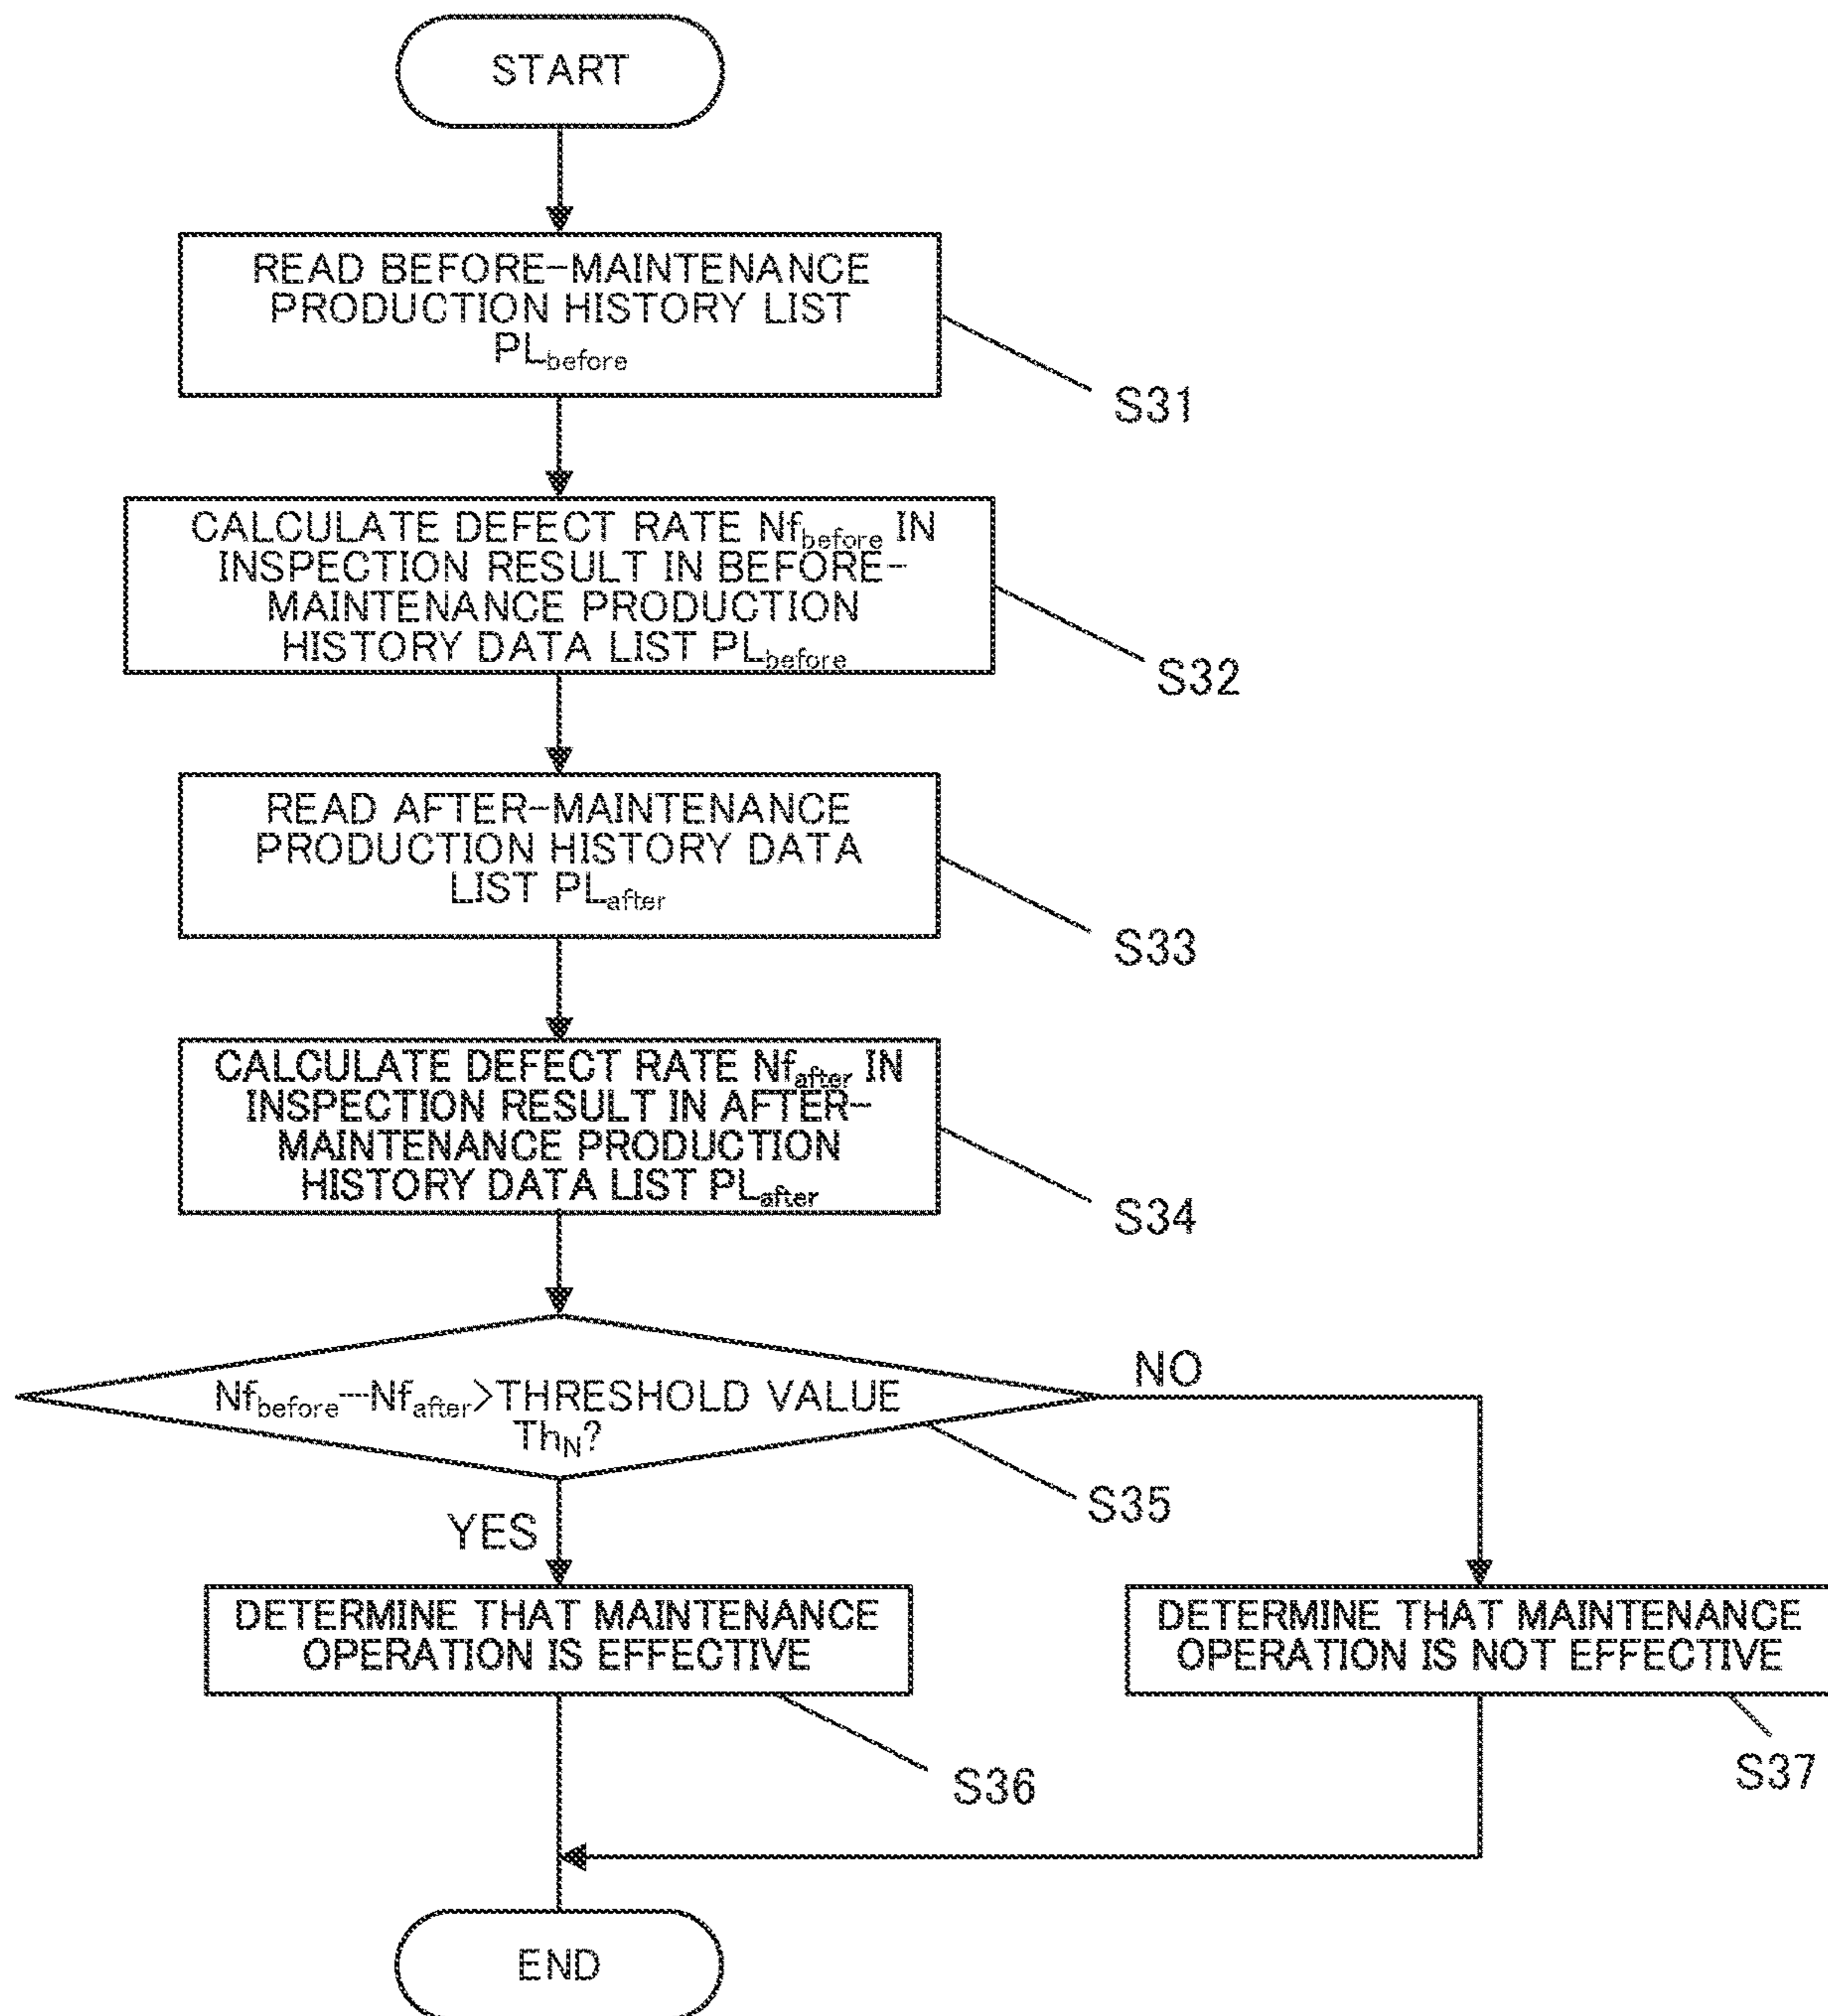 START
READ BEFORE-MAINTENANCE
PRODUCTION HISTORY LIST
PLbefore
S31
CALCULATE DEFECT RATE Nfbefore IN
INSPECTION RESULT IN BEFORE-
MAINTENANCE PRODUCTION
HISTORY DATA LIST PLbefore
S32
READ AFTER-MAINTENANCE
PRODUCTION HISTORY DATA
LIST PLafter
S33
CALCULATE DEFECT RATE Nfafter IN
INSPECTION RESULT IN AFTER-
MAINTENANCE PRODUCTION
HISTORY DATA LIST PLafter
S34
Nfbefore-Nfafter>THRESHOLD VALUE
ThN?
NO
S35
YES
DETERMINE THAT MAINTENANCE
OPERATION IS EFFECTIVE
S36
DETERMINE THAT MAINTENANCE
OPERATION IS NOT EFFECTIVE
S37
END